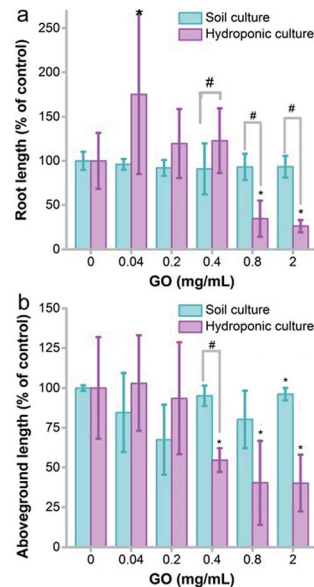 a
Soil culture
Hydroponic culture
*
#
#
#
*
*
Root length (% of control)
250
200
150
100
50
0
0 0.04 0.2 0.4 0.8 2
GO (mg/mL)
b
Soil culture
Hydroponic culture
#
*
*
*
*
Aboveground length (% of control)
150
125
100
75
50
25
0
0 0.04 0.2 0.4 0.8 2
GO (mg/mL)